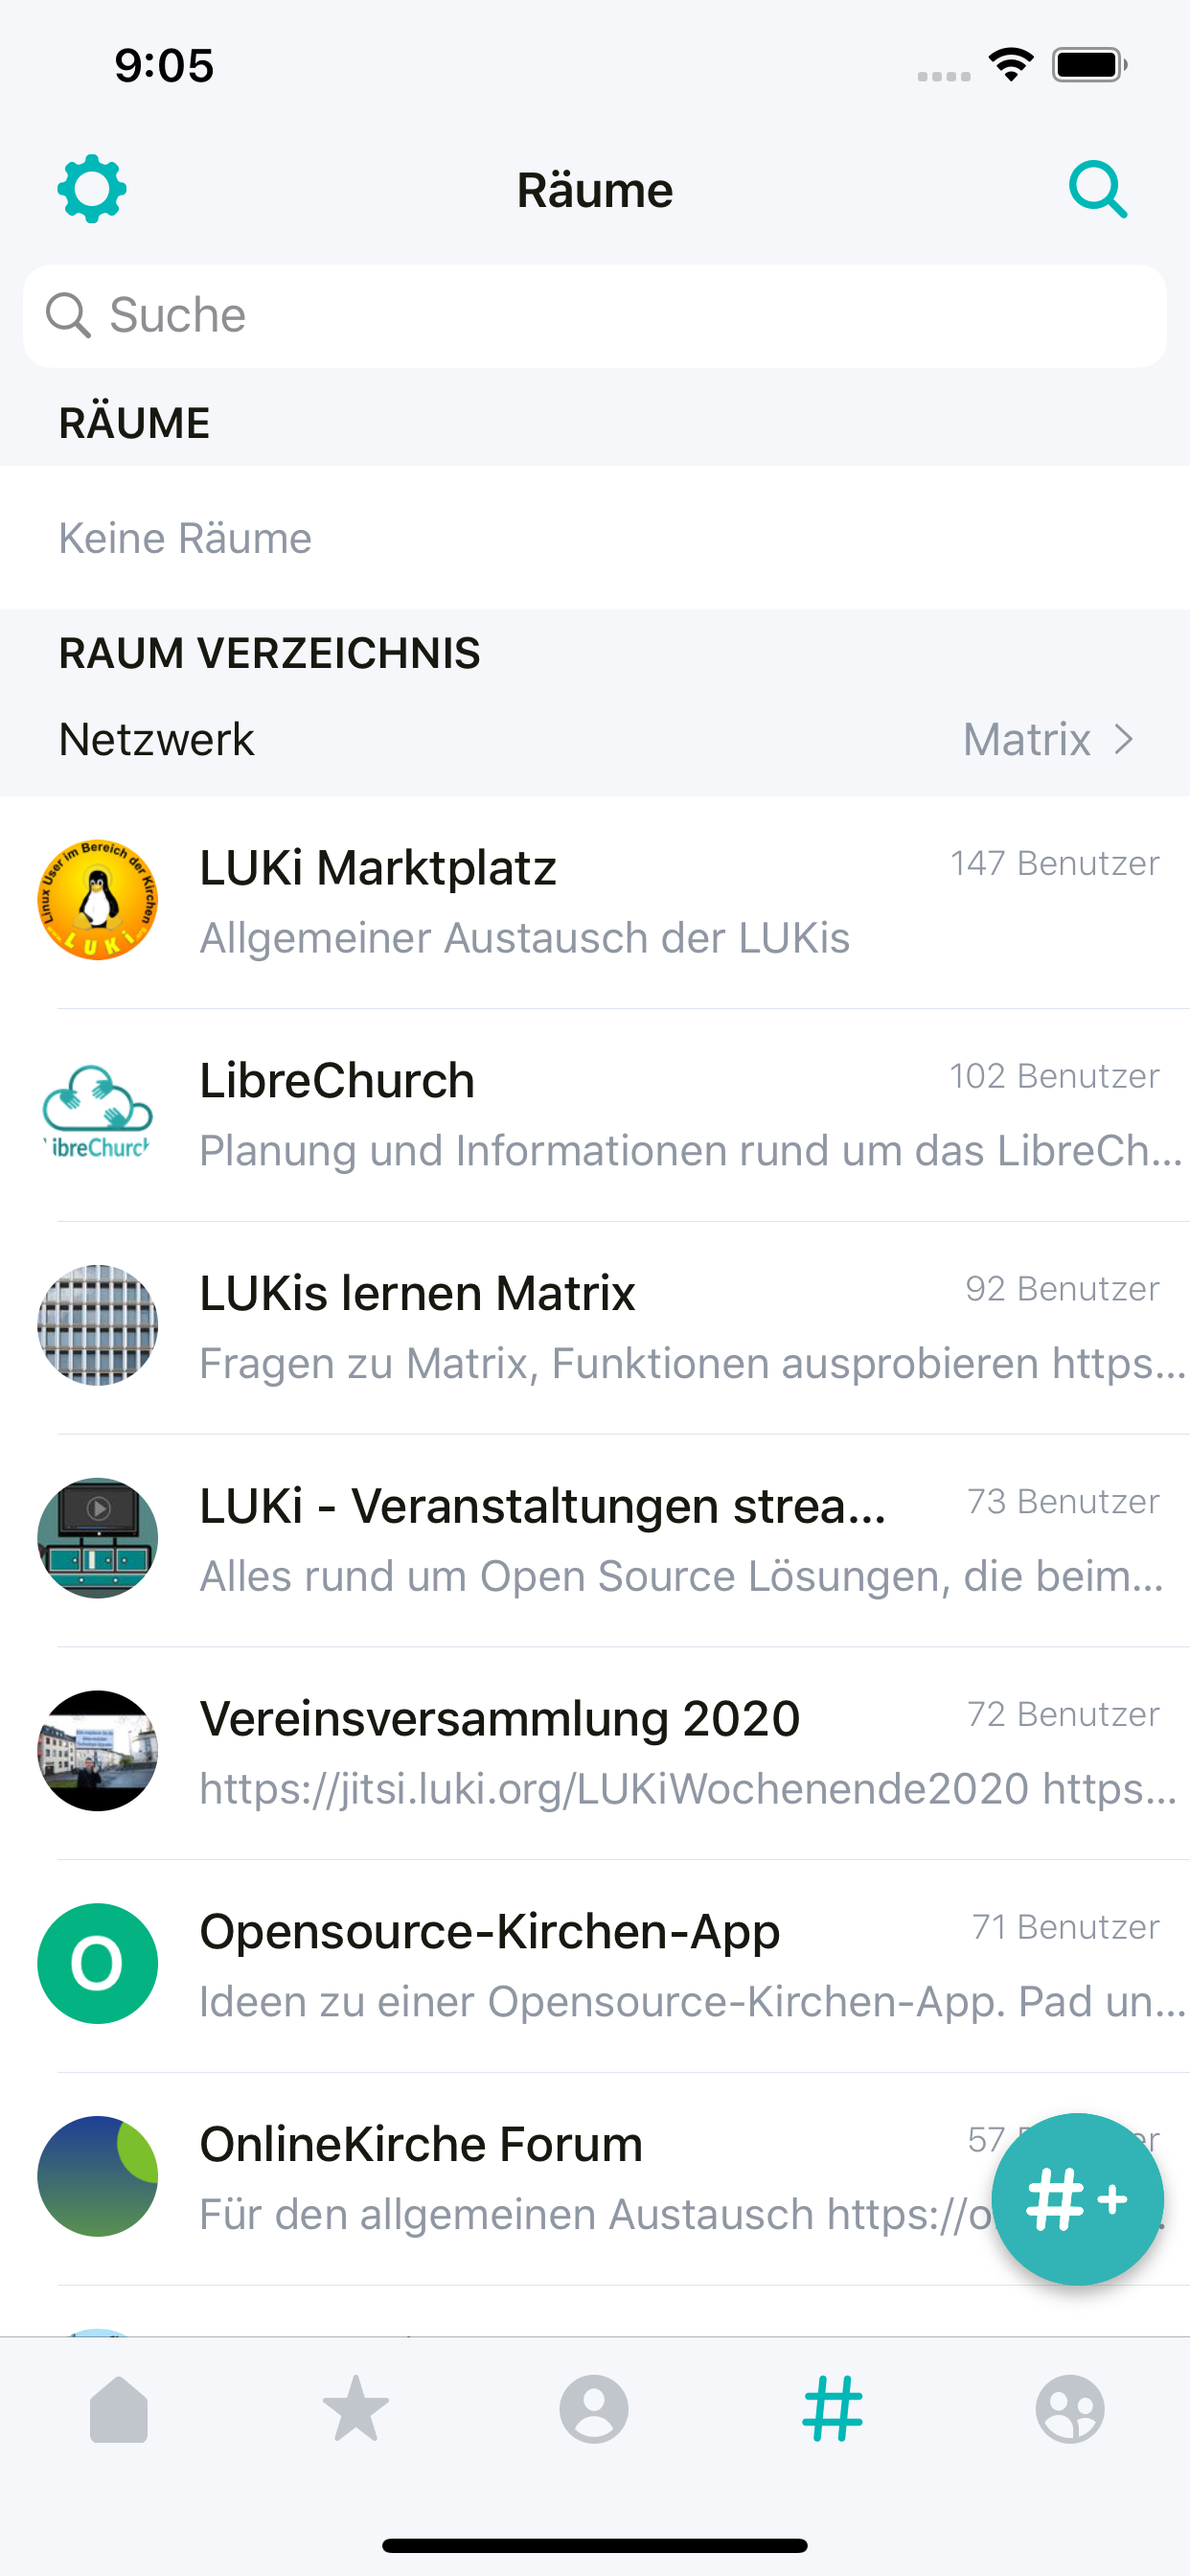 9:05
Räume
Suche
RÄUME
Keine Räume
RAUM VERZEICHNIS
Netzwerk
Matrix
Linux User im Bereich der Kirchen
LUKi
LUKi Marktplatz
147 Benutzer
Allgemeiner Austausch der LUKis
LibreChurch
102 Benutzer
ibreChurc
Planung und Informationen rund um das LibreCh...
LUKis lernen Matrix
92 Benutzer
Fragen zu Matrix, Funktionen ausprobieren https...
LUKi - Veranstaltungen strea...
73 Benutzer
Alles rund um Open Source Lösungen, die beim...
Vereinsversammlung 2020
72 Benutzer
https://jitsi.luki.org/LUKiWochenende2020 https...
O
Opensource-Kirchen-App
71 Benutzer
Ideen zu einer Opensource-Kirchen-App. Pad un...
OnlineKirche Forum
57
Für den allgemeinen Austausch https://o
#+
#